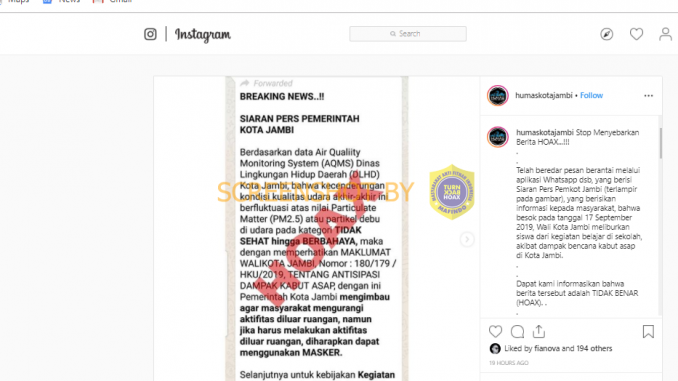 Maps
News
Gmail
Instagram
Search
Forwarded
BREAKING NEWS..!!
SIARAN PERS PEMERINTAH
KOTA JAMBI
Berdasarkan data Air Quality
Monitoring System (AQMS) Dinas
Lingkungan Hidup Daerah (DLHD)
Kota Jambi, bahwa kecenderungan
kondisi kualitas udara akhir-akhir ini
berfluktuasi atas nilai Particulate
Matter (PM2.5) atau partikel debu
di udara pada kategori TIDAK
SEHAT hingga BERBAHAYA, maka
dengan memperhatikan MAKLUMAT
WALIKOTA JAMBI, Nomor : 180/179 /
HKU/2019, TENTANG ANTISIPASI
DAMPAK KABUT ASAP, dengan ini
Pemerintah Kota Jambi mengimbau
agar masyarakat mengurangi
aktifitas diluar ruangan, namun
jika harus melakukan aktifitas
diluar ruangan, diharapkan dapat
menggunakan MASKER.
Selanjutnya untuk kebijakan Kegiatan
HOAX
SCREENSHOT BY
MASYARAKAT ANTI FITNAH INDONESIA
TURN
BACK
HOAX
MAFINDO
humaskotajambi • Follow
humaskotajambi Stop Menyebarkan
Berita HOAX...!!!
.
.
Telah beredar pesan berantai melalui
aplikasi Whatsapp dsb, yang berisi
Siaran Pers Pemkot Jambi (terlampir
pada gambar), yang berisikan
informasi kepada masyarakat, bahwa
besok pada tanggal 17 September
2019, Wali Kota Jambi meliburkan
siswa dari kegiatan belajar di sekolah,
akibat dampak bencana kabut asap
di Kota Jambi.
.
.
Dapat kami informasikan bahwa
berita tersebut adalah TIDAK BENAR
(HOAX). .
.
Liked by fianova and 194 others
19 HOURS AGO